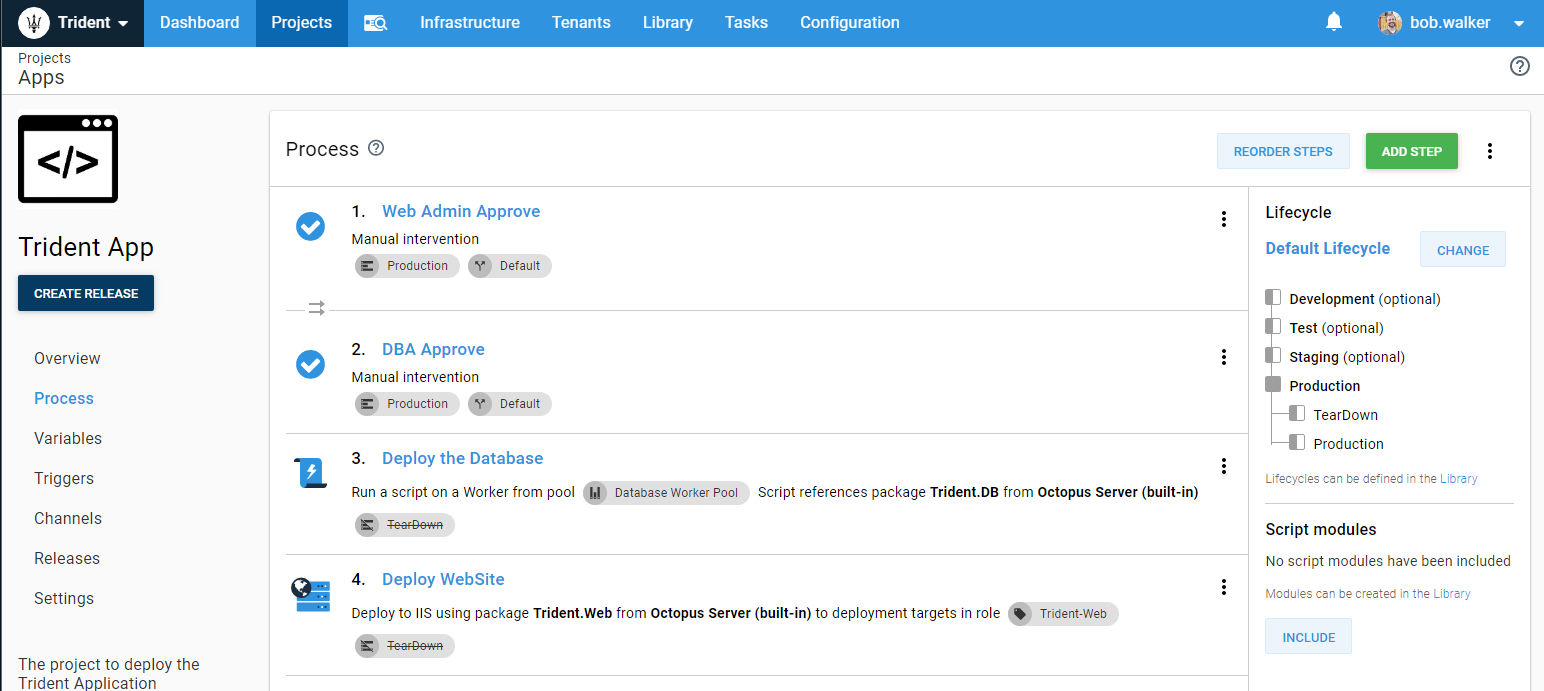 Trident
Dashboard
Projects
Infrastructure
Tenants
Library
Tasks
Configuration
bob.walker
Projects
Apps
</>
Trident App
CREATE RELEASE
Overview
Process
Variables
Triggers
Channels
Releases
Settings
The project to deploy the
Trident Application
Process
REORDER STEPS
ADD STEP
1. Web Admin Approve
Manual intervention
Production Default
2. DBA Approve
Manual intervention
Production Default
3. Deploy the Database
Run a script on a Worker from pool Database Worker Pool Script references package Trident.DB from Octopus Server (built-in)
TearDown
4. Deploy WebSite
Deploy to IIS using package Trident.Web from Octopus Server (built-in) to deployment targets in role Trident-Web
TearDown
Lifecycle
Default Lifecycle
CHANGE
Development (optional)
Test (optional)
Staging (optional)
Production
TearDown
Production
Lifecycles can be defined in the Library
Script modules
No script modules have been included
Modules can be created in the Library
INCLUDE